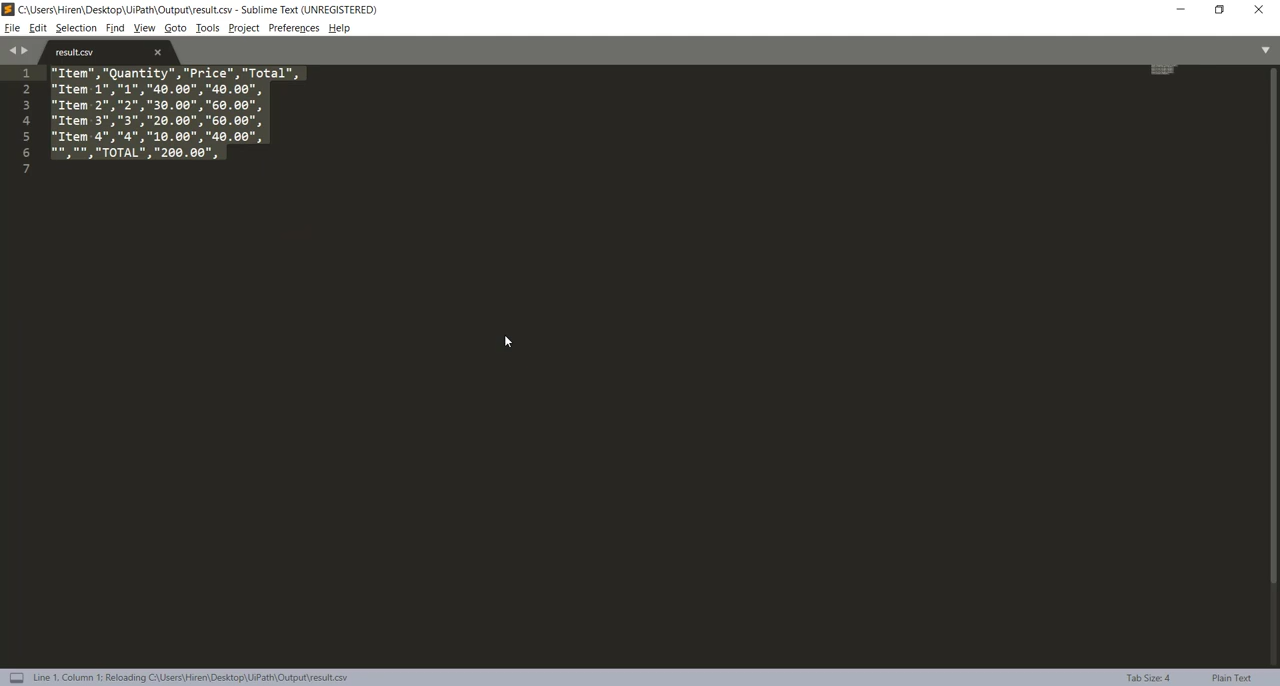 C:\Users\Hiren\Desktop\UiPath\Output\result.csv - Sublime Text (UNREGISTERED)
File Edit Selection Find View Goto Tools Project Preferences Help
result.csv
1 "Item","Quantity","Price","Total",
2 "Item 1","1","40.00","40.00",
3 "Item 2","2","30.00","60.00",
4 "Item 3","3","20.00","60.00",
5 "Item 4","4","10.00","40.00",
6 "","","TOTAL","200.00",
7
Line 1, Column 1; Reloading C:\Users\Hiren\Desktop\UiPath\Output\result.csv Tab Size: 4 Plain Text